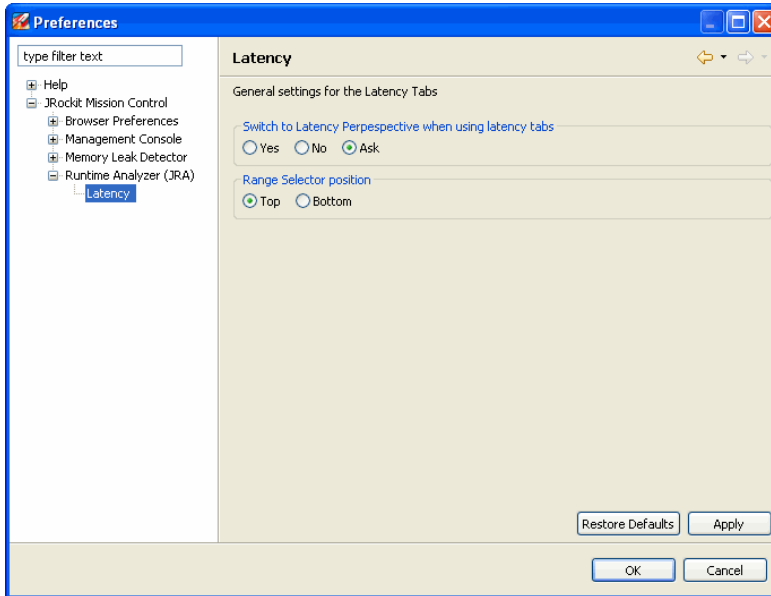 Preferences
type filter text
Help
JRockit Mission Control
Browser Preferences
Management Console
Memory Leak Detector
Runtime Analyzer (JRA)
Latency
Latency
General settings for the Latency Tabs
Switch to Latency Perpespective when using latency tabs
Yes No Ask
Range Selector position
Top Bottom
Restore Defaults Apply
OK Cancel